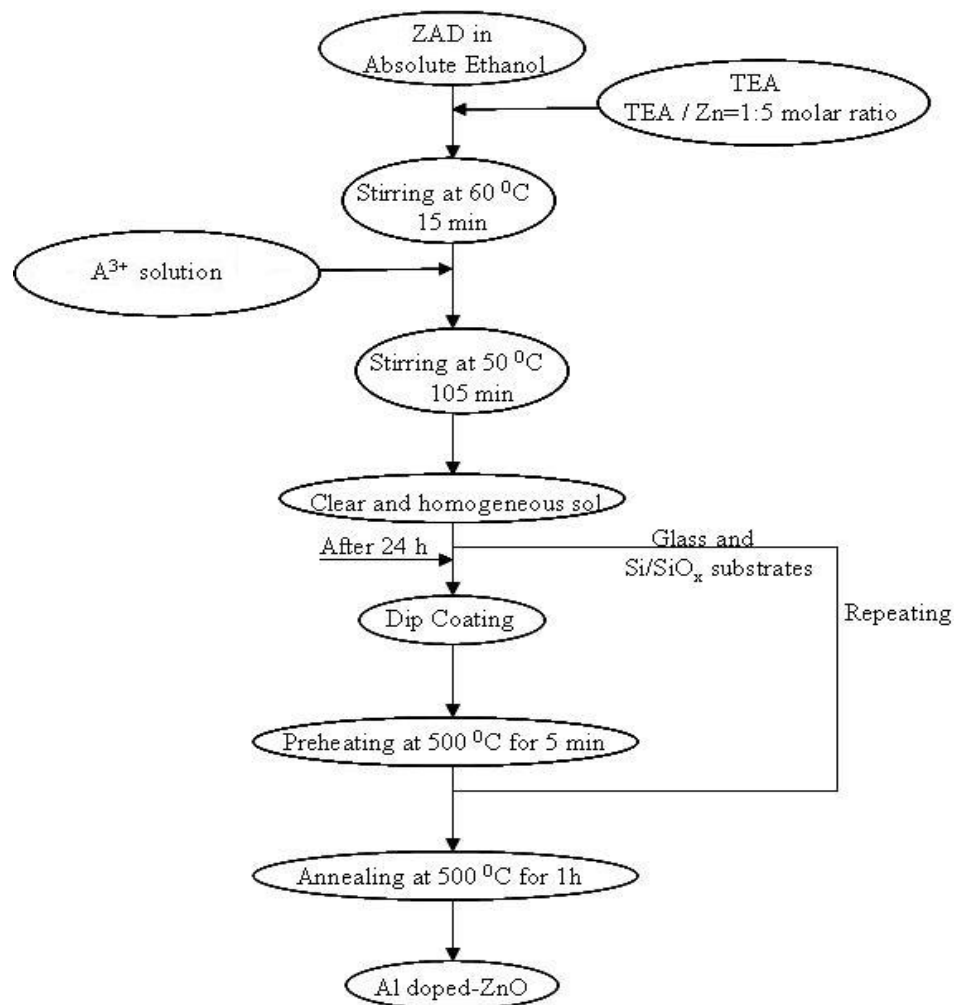 ZAD in
Absolute Ethanol
TEA
TEA / Zn=1:5 molar ratio
Stirring at 60 ⁰C
15 min
A³⁺ solution
Stirring at 50 ⁰C
105 min
Clear and homogeneous sol
After 24 h
Glass and
Si/SiOₓ substrates
Dip Coating
Repeating
Preheating at 500 ⁰C for 5 min
Annealing at 500 ⁰C for 1h
Al doped-ZnO